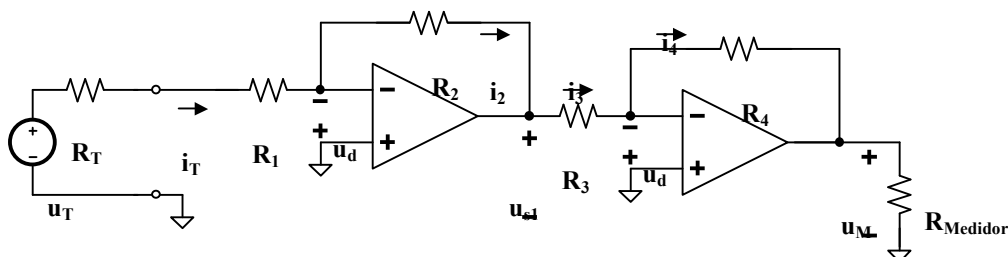 R₂ i₂ i₃ i₄ R₄
R_T i_T R₁ u_d R₃ u_d
u_T u_s1 u_M R_Medidor